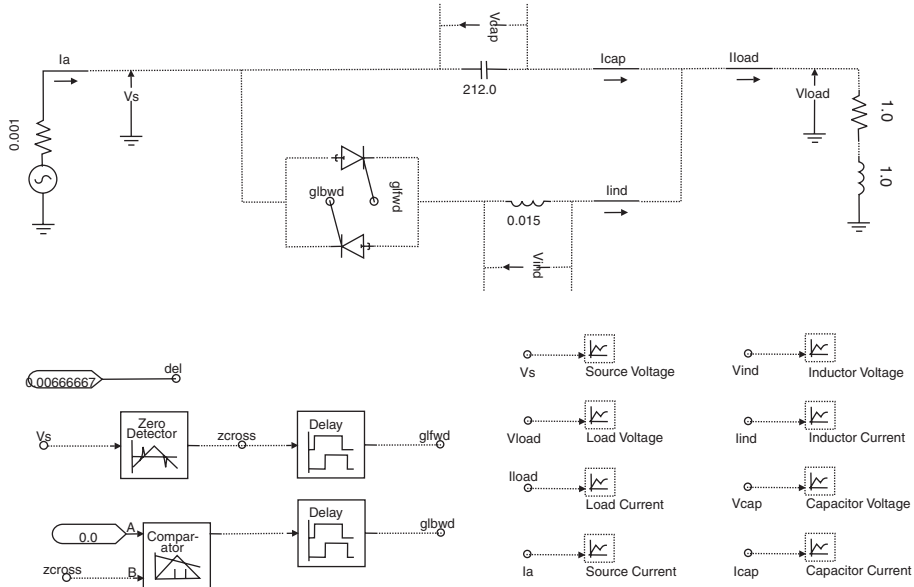 Vcap
Ia
Icap
Iload
Vs
212.0
Vload
0.001
1.0
1.0
glbwd
glfwd
Iind
0.015
Vind
0.00666667
del
Vs
Zero
Detector
zcross
Delay
glfwd
0.0
A
B
zcross
Compar-
ator
Delay
glbwd
Vs
Source Voltage
Vind
Inductor Voltage
Vload
Load Voltage
Iind
Inductor Current
Iload
Load Current
Vcap
Capacitor Voltage
Ia
Source Current
Icap
Capacitor Current